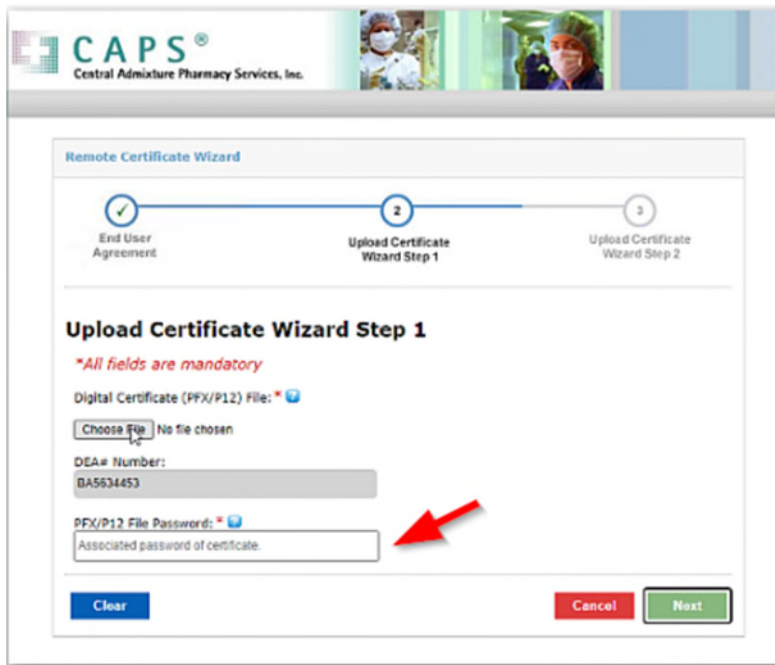 CAPS®
Central Admixture Pharmacy Services, Inc.
Remote Certificate Wizard
✓ 2 3
End User Agreement
Upload Certificate Wizard Step 1
Upload Certificate Wizard Step 2
Upload Certificate Wizard Step 1
*All fields are mandatory
Digital Certificate (PFX/P12) File: * ?
Choose File No file chosen
DEA# Number:
BA5634453
PFX/P12 File Password: * ?
Associated password of certificate.
Clear Cancel Next